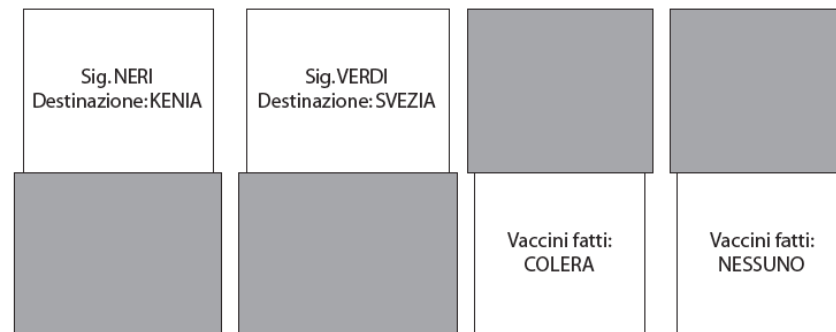 Sig. NERI
Destinazione: KENIA
Sig. VERDI
Destinazione: SVEZIA
Vaccini fatti:
COLERA
Vaccini fatti:
NESSUNO